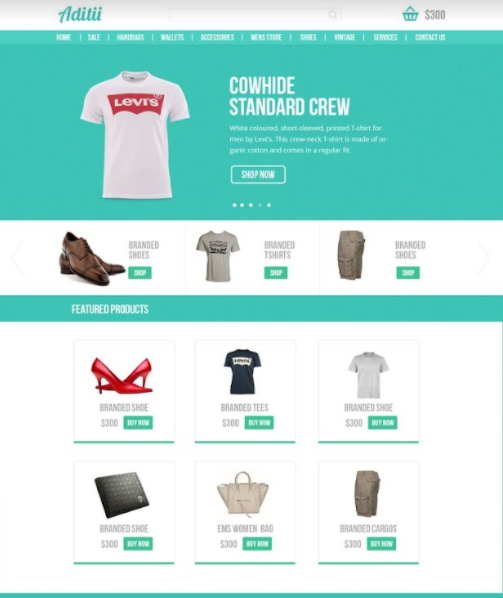 Aditii
$300
HOME | SALE | HANDBAGS | WALLETS | ACCESSORIES | MENS STORE | SHOES | VINTAGE | SERVICES | CONTACT US
LEVI'S
COWHIDE
STANDARD CREW
White coloured, short-sleeved, printed T-shirt for
men by Levi's. This crew-neck T-shirt is made of or-
ganic cotton and comes in a regular fit.
SHOP NOW
BRANDED
SHOES
SHOP
BRANDED
TSHIRTS
SHOP
BRANDED
SHOES
SHOP
FEATURED PRODUCTS
LEVI'S
BRANDED SHOE
$300 BUY NOW
BRANDED TEES
$300 BUY NOW
BRANDED SHOE
$300 BUY NOW
BRANDED SHOE
$300 BUY NOW
EMS WOMEN BAG
$300 BUY NOW
BRANDED CARGOS
$300 BUY NOW